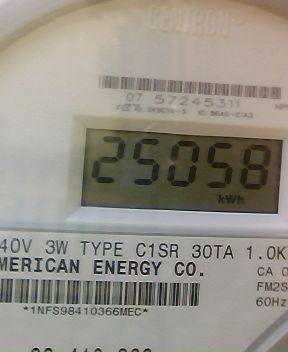 CENTRON
07 57245311
25058
kWh
40V 3W TYPE C1SR 30TA 1.0K
MERICAN ENERGY CO.
CA 0
FM2S
60Hz
*1NFS98410366MEC*